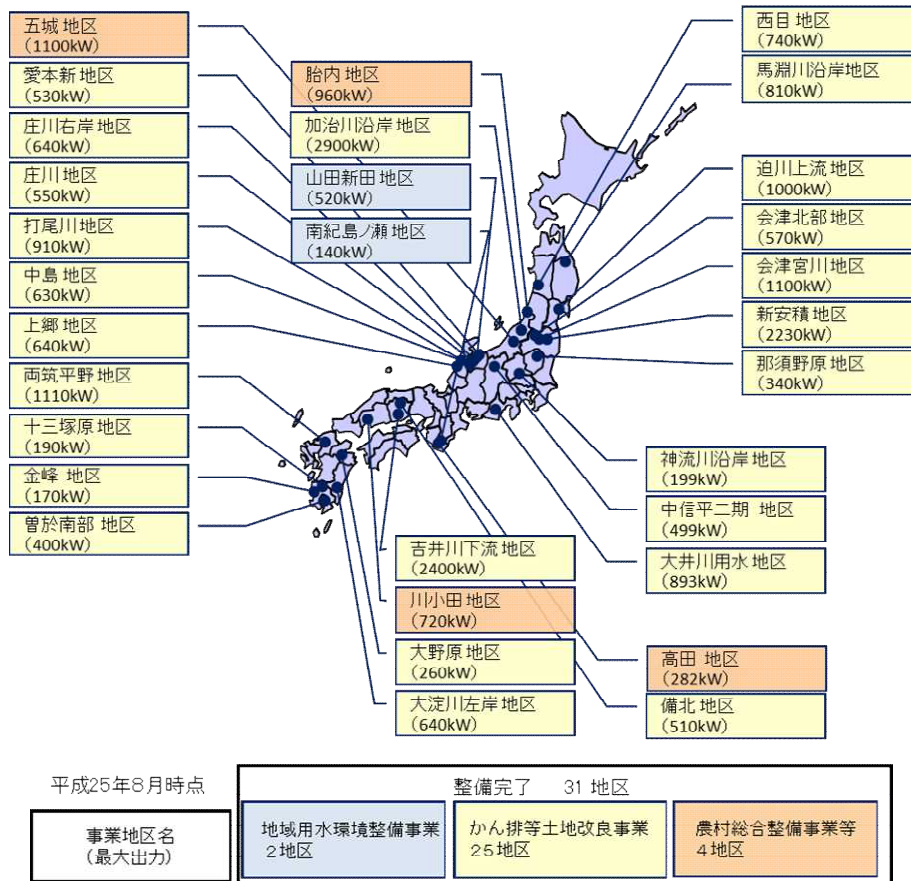 五城地区
(1100kW)
愛本新地区
(530kW)
庄川右岸地区
(640kW)
庄川地区
(550kW)
打尾川地区
(910kW)
中島地区
(630kW)
上郷地区
(640kW)
両筑平野地区
(1110kW)
十三塚原地区
(190kW)
金峰 地区
(170kW)
曽於南部地区
(400kW)
胎内地区
(960kW)
加治川沿岸地区
(2900kW)
山田新田地区
(520kW)
南紀島ノ瀬地区
(140kW)
西目地区
(740kW)
馬淵川沿岸地区
(810kW)
迫川上流地区
(1000kW)
会津北部地区
(570kW)
会津宮川地区
(1100kW)
新安積地区
(2230kW)
那須野原地区
(340kW)
神流川沿岸地区
(199kW)
中信平二期 地区
(499kW)
大井川用水地区
(893kW)
吉井川下流地区
(2400kW)
川小田地区
(720kW)
大野原地区
(260kW)
大淀川左岸地区
(640kW)
高田 地区
(282kW)
備北地区
(510kW)
平成25年8月時点
事業地区名
(最大出力)
整備完了 31地区
地域用水環境整備事業
2地区
かん排等土地改良事業
25地区
農村総合整備事業等
4地区